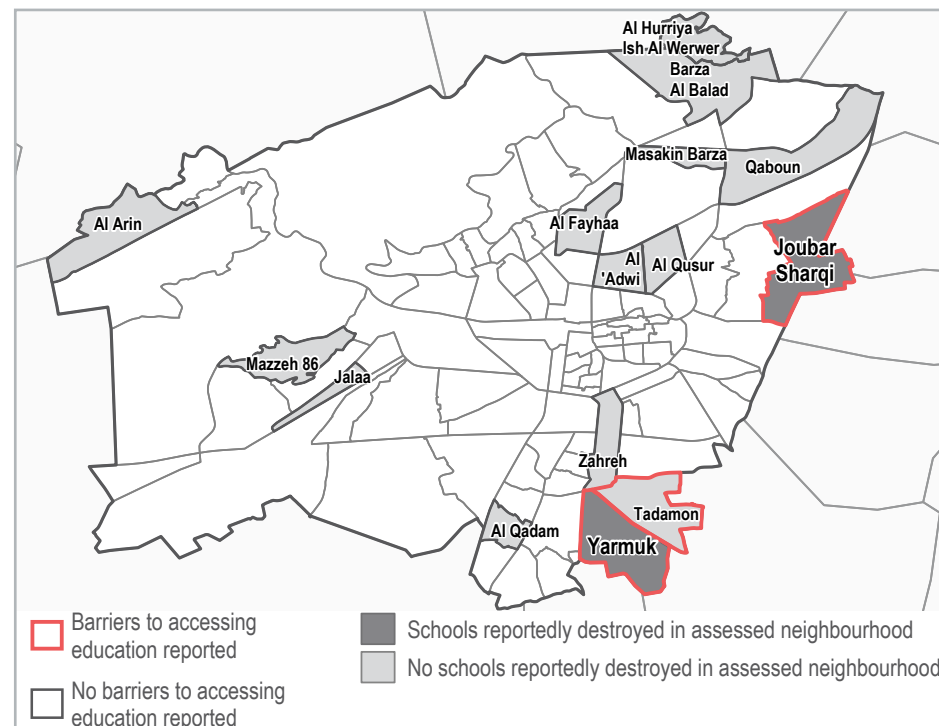 Al Hurriya
Ish Al Werwer
Barza
Al Balad
Masakin Barza
Qaboun
Al Arin
Al Fayhaa
Joubar
Sharqi
Al
'Adwi
Al Qusur
Mazzeh 86
Jalaa
Zahreh
Tadamon
Al Qadam
Yarmuk
Barriers to accessing
education reported
No barriers to accessing
education reported
Schools reportedly destroyed in assessed neighbourhood
No schools reportedly destroyed in assessed neighbourhood